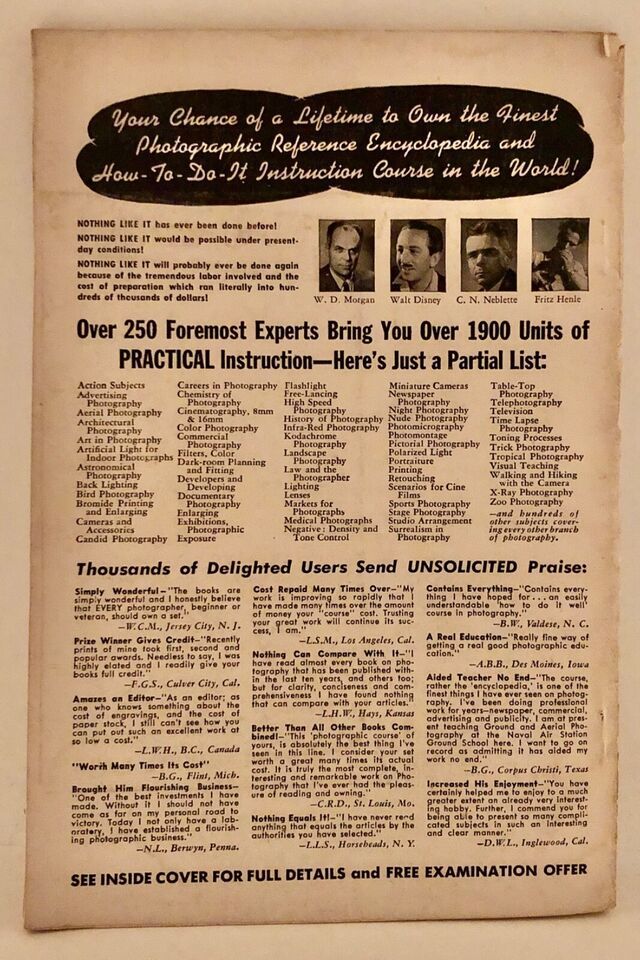 Your Chance of a Lifetime to Own the Finest
Photographic Reference Encyclopedia and
How-To-Do-It Instruction Course in the World!
NOTHING LIKE IT has ever been done before!
NOTHING LIKE IT would be possible under present-
day conditions!
NOTHING LIKE IT will probably ever be done again
because of the tremendous labor involved and the
cost of preparation which ran literally into hun-
dreds of thousands of dollars!
W. D. Morgan
Walt Disney
C. N. Neblette
Fritz Henle
Over 250 Foremost Experts Bring You Over 1900 Units of
PRACTICAL Instruction—Here's Just a Partial List:
Action Subjects
Advertising
Photography
Aerial Photography
Architectural
Photography
Art in Photography
Artificial Light for
Indoor Photographs
Astronomical
Photography
Back Lighting
Bird Photography
Bromide Printing
and Enlarging
Cameras and
Accessories
Candid Photography
Careers in Photography
Chemistry of
Photography
Cinematography, 8mm
& 16mm
Color Photography
Commercial
Photography
Filters, Color
Dark-room Planning
and Fitting
Developers and
Developing
Documentary
Photography
Enlarging
Exhibitions,
Photographic
Exposure
Flashlight
Free-Lancing
High Speed
Photography
History of Photography
Infra-Red Photography
Kodachrome
Photography
Landscape
Photography
Law and the
Photographer
Lighting
Lenses
Markets for
Photographs
Medical Photographs
Negative: Density and
Tone Control
Miniature Cameras
Newspaper
Photography
Night Photography
Nude Photography
Photomicrography
Photomontage
Pictorial Photography
Polarized Light
Portraiture
Printing
Retouching
Scenarios for Cine
Films
Sports Photography
Stage Photography
Studio Arrangement
Surrealism in
Photography
Table-Top
Photography
Telephotography
Television
Time Lapse
Photography
Toning Processes
Trick Photography
Tropical Photography
Visual Teaching
Walking and Hiking
with the Camera
X-Ray Photography
Zoo Photography
—and hundreds of
other subjects cover-
ing every other branch
of photography.
Thousands of Delighted Users Send UNSOLICITED Praise:
Simply Wonderful—"The books are
simply wonderful and I honestly believe
that EVERY photographer, beginner or
veteran, should own a set."
—W.C.M., Jersey City, N. J.
Prize Winner Gives Credit—"Recently
prints of mine took first, second and
popular awards. Needless to say, I was
highly elated and I readily give your
books full credit."
—F.G.S., Culver City, Cal.
Amazes an Editor—"As an editor; as
one who knows something about the
cost of engravings, and the cost of
paper stock, I still can't see how you
can put out such an excellent work at
so low a cost."
—L.W.H., B.C., Canada
"Worth Many Times Its Cost"
—B.G., Flint, Mich.
Brought Him Flourishing Business—
"One of the best investments I have
made. Without it I should not have
come as far on my personal road to
victory. Today I not only have a lab-
oratory, I have established a flourish-
ing photographic business."
—N.L., Berwyn, Penna.
Cost Repaid Many Times Over—"My
work is improving so rapidly that I
have made many times over the amount
of money your "course" cost. Trusting
your great work will continue its suc-
cess, I am."
—L.S.M., Los Angeles, Cal.
Nothing Can Compare With It—"I
have read almost every book on pho-
tography that has been published with-
in the last ten years, and others too;
but for clarity, conciseness and com-
prehensiveness I have found nothing
that can compare with your articles."
—L.H.W., Hays, Kansas
Better Than All Other Books Com-
bined!—"This 'photographic course' of
yours, is absolutely the best thing I've
seen in this line. I consider your set
worth a great many times its actual
cost. It is truly the most complete, in-
teresting and remarkable work on Pho-
tography that I've ever had the pleas-
ure of reading and owning."
—C.R.D., St. Louis, Mo.
Nothing Equals It!—"I have never read
anything that equals the articles by the
authorities you have selected."
—L.L.S., Horseheads, N. Y.
Contains Everything—"Contains every-
thing I have hoped for...an easily
understandable 'how to do it well'
course in photography."
—B.W., Valdese, N. C.
A Real Education—"Really fine way of
getting a real good photographic edu-
cation."
—A.B.B., Des Moines, Iowa
Aided Teacher No End—"The course,
rather the 'encyclopedia,' is one of the
finest things I have ever seen on photog-
raphy. I've been doing professional
work for years—newspaper, commercial,
advertising and publicity. I am at pres-
ent teaching Ground and Aerial Pho-
tography at the Naval Air Station
Ground School here. I want to go on
record as admitting it has aided my
work no end."
—B.G., Corpus Christi, Texas
Increased His Enjoyment—"You have
certainly helped me to enjoy to a much
greater extent an already very interest-
ing hobby. Further, I commend you for
being able to present so many compli-
cated subjects in such an interesting
and clear manner."
—D.W.L., Inglewood, Cal.
SEE INSIDE COVER FOR FULL DETAILS and FREE EXAMINATION OFFER